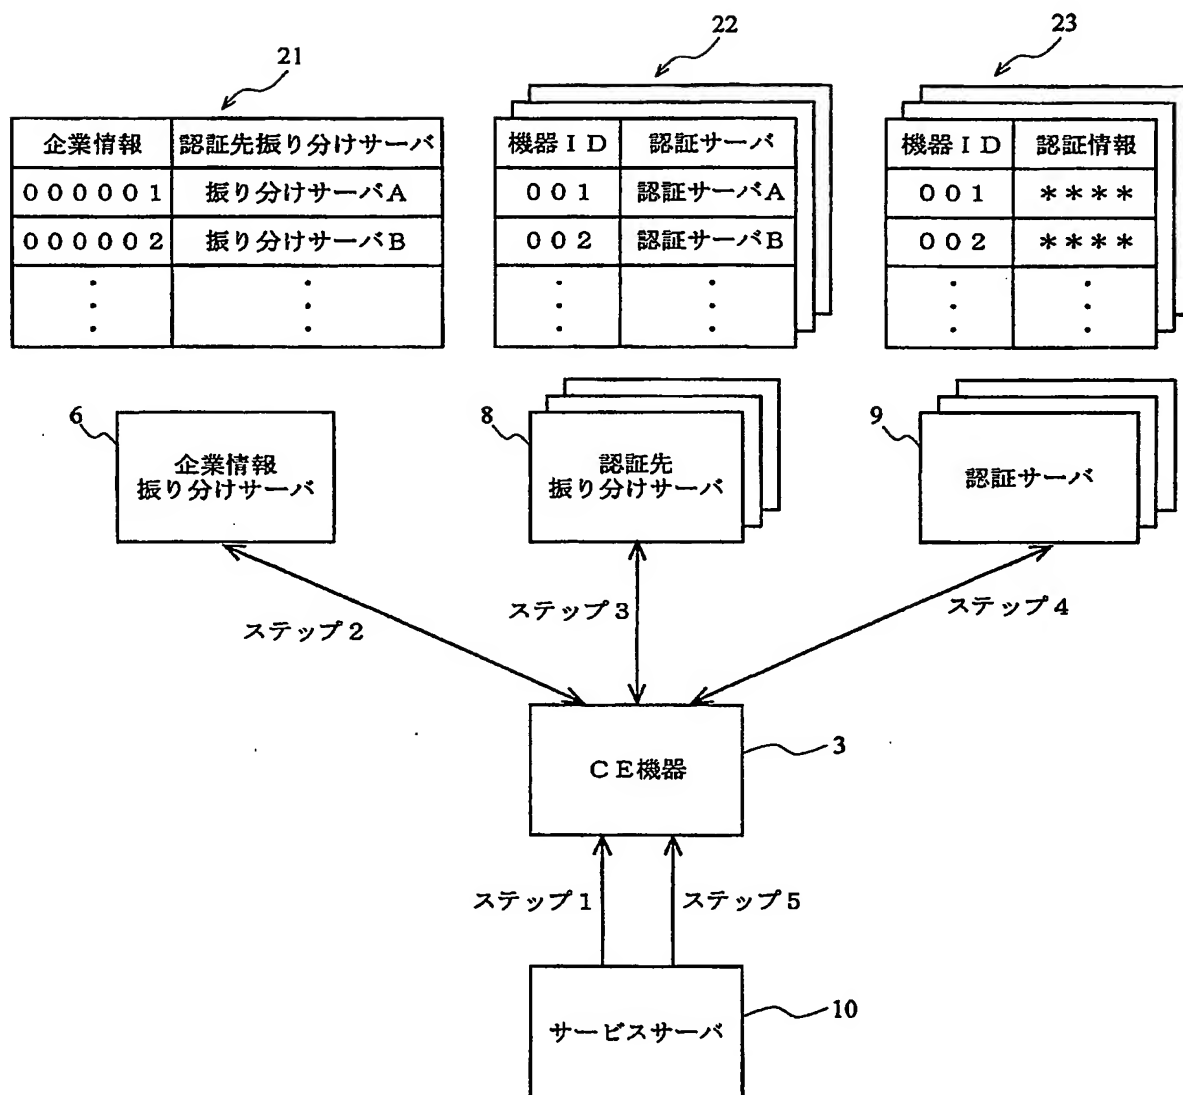 21
22
23
企業情報 認証先振り分けサーバ
000001 振り分けサーバA
000002 振り分けサーバB
機器ID 認証サーバ
001 認証サーバA
002 認証サーバB
機器ID 認証情報
001 ****
002 ****
6
企業情報
振り分けサーバ
8
認証先
振り分けサーバ
9
認証サーバ
ステップ2
ステップ3
ステップ4
CE機器
3
ステップ1
ステップ5
サービスサーバ
10